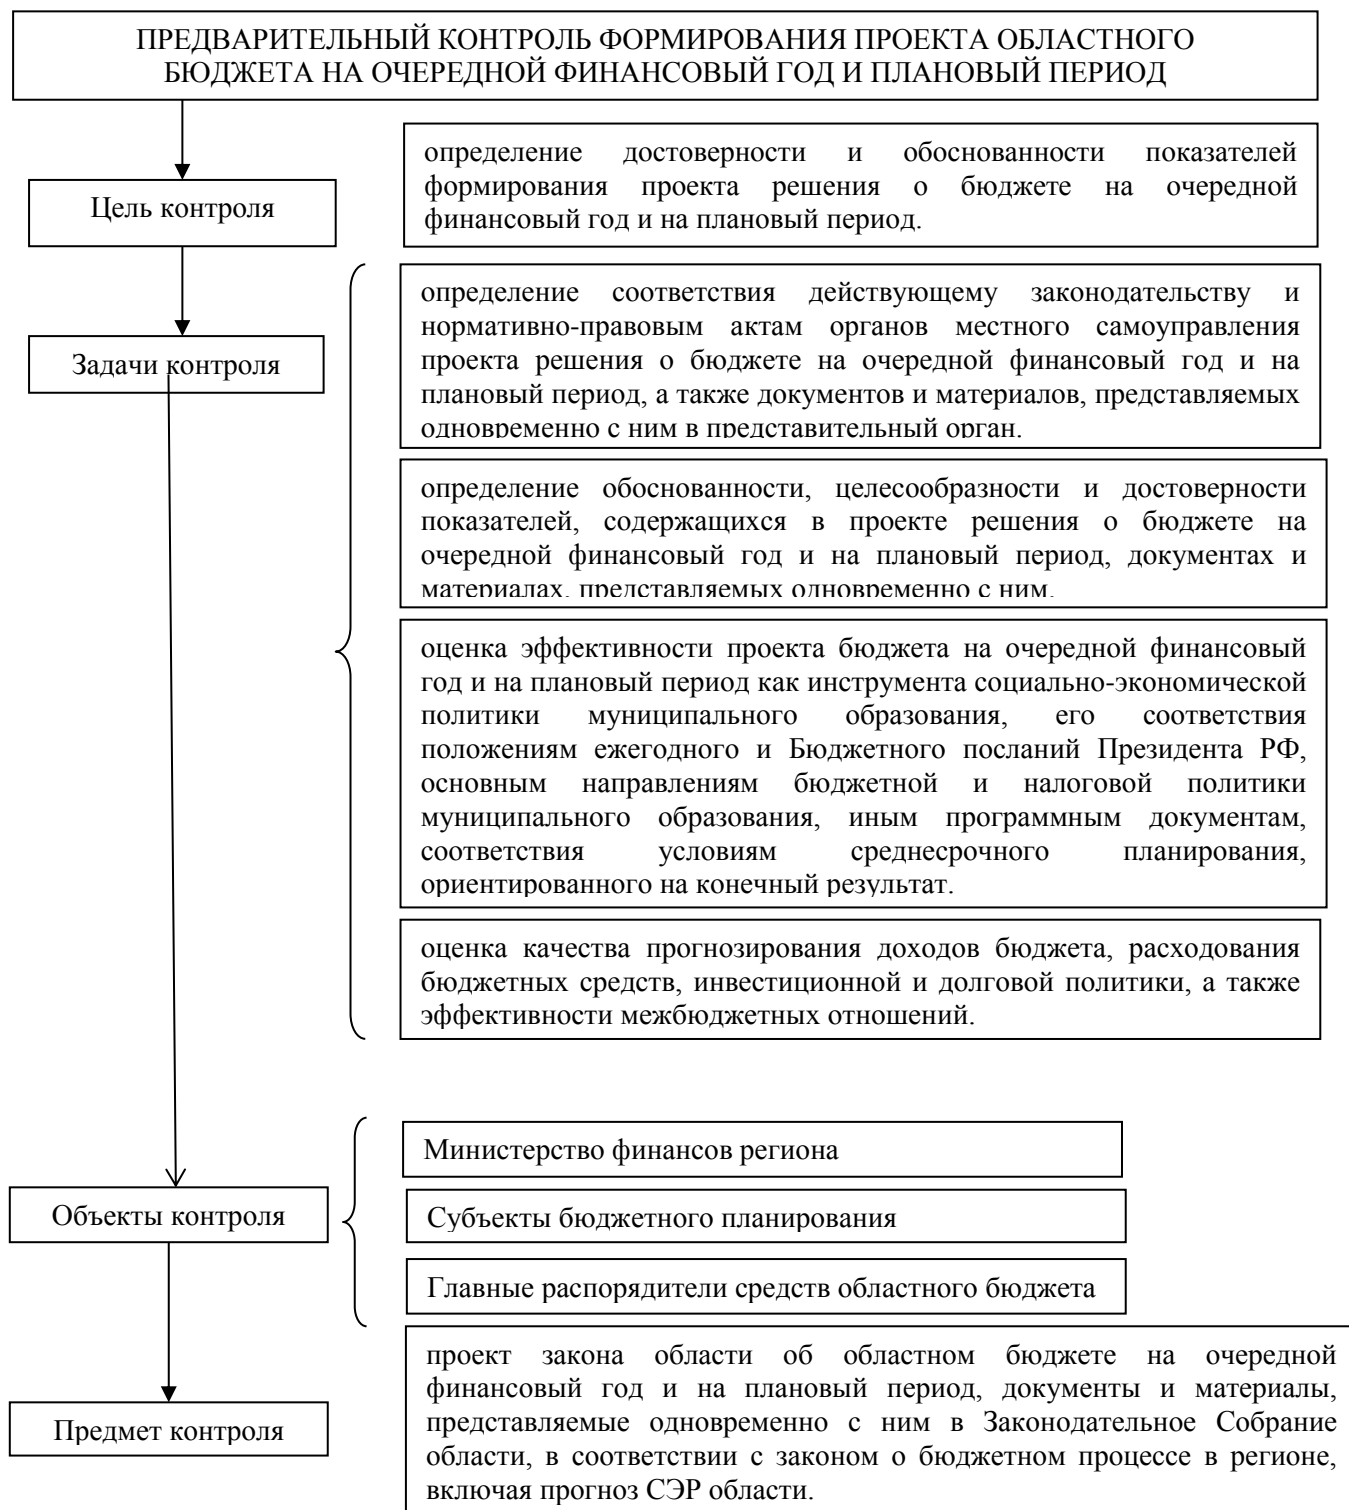 ПРЕДВАРИТЕЛЬНЫЙ КОНТРОЛЬ ФОРМИРОВАНИЯ ПРОЕКТА ОБЛАСТНОГО
БЮДЖЕТА НА ОЧЕРЕДНОЙ ФИНАНСОВЫЙ ГОД И ПЛАНОВЫЙ ПЕРИОД
Цель контроля
определение достоверности и обоснованности показателей
формирования проекта решения о бюджете на очередной
финансовый год и на плановый период.
Задачи контроля
определение соответствия действующему законодательству и
нормативно-правовым актам органов местного самоуправления
проекта решения о бюджете на очередной финансовый год и на
плановый период, а также документов и материалов, представляемых
одновременно с ним в представительный орган.
определение обоснованности, целесообразности и достоверности
показателей, содержащихся в проекте решения о бюджете на
очередной финансовый год и на плановый период, документах и
материалах, представляемых одновременно с ним.
оценка эффективности проекта бюджета на очередной финансовый
год и на плановый период как инструмента социально-экономической
политики муниципального образования, его соответствия
положениям ежегодного и Бюджетного посланий Президента РФ,
основным направлениям бюджетной и налоговой политики
муниципального образования, иным программным документам,
соответствия условиям среднесрочного планирования,
ориентированного на конечный результат.
оценка качества прогнозирования доходов бюджета, расходования
бюджетных средств, инвестиционной и долговой политики, а также
эффективности межбюджетных отношений.
Объекты контроля
Министерство финансов региона
Субъекты бюджетного планирования
Главные распорядители средств областного бюджета
Предмет контроля
проект закона области об областном бюджете на очередной
финансовый год и на плановый период, документы и материалы,
представляемые одновременно с ним в Законодательное Собрание
области, в соответствии с законом о бюджетном процессе в регионе,
включая прогноз СЭР области.